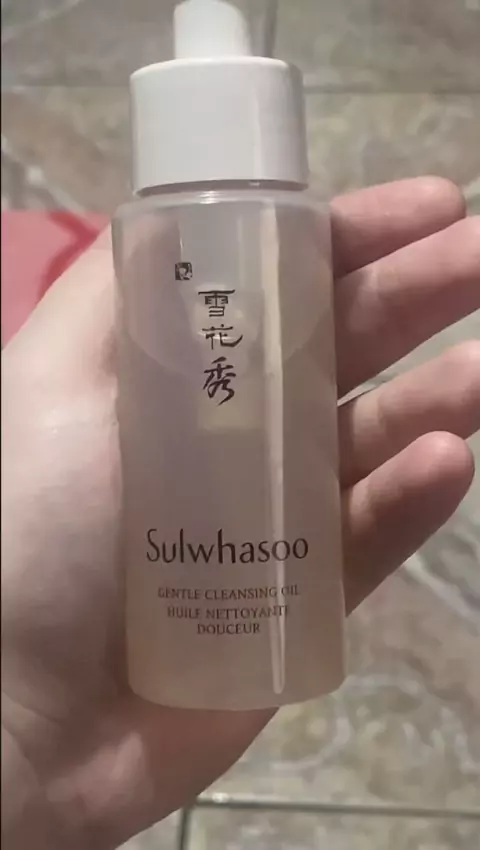 雪
花
秀
Sulwhasoo
GENTLE CLEANSING OIL
HUILE NETTOYANTE
DOUCEUR